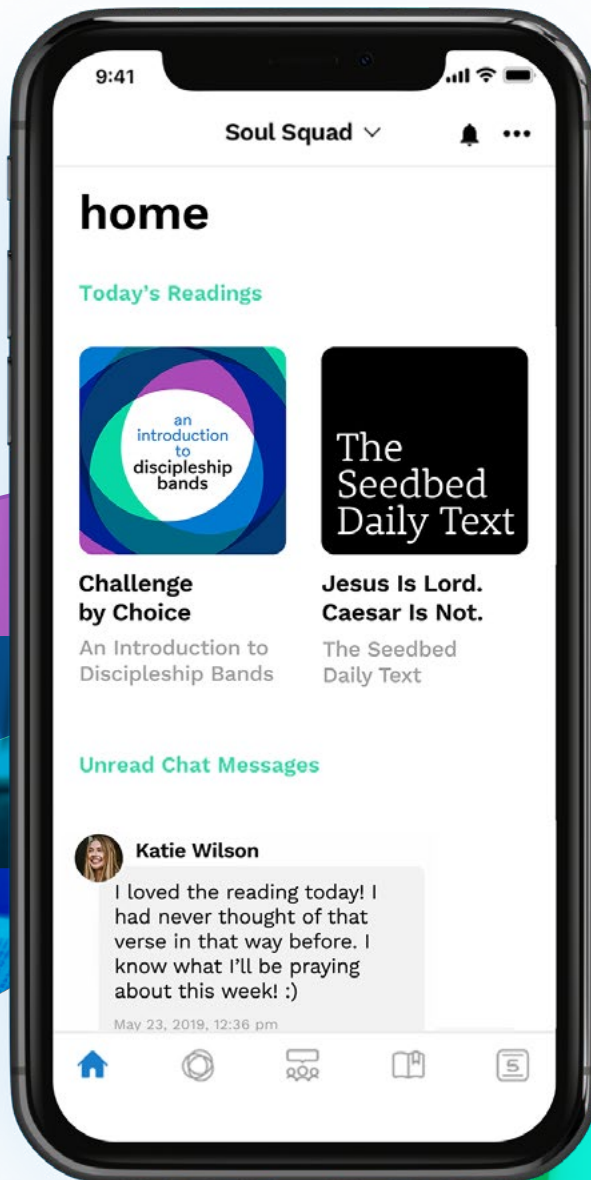 9:41
Soul Squad
home
Today's Readings
an
introduction
to
discipleship
bands
The
Seedbed
Daily Text
Challenge
by Choice
An Introduction to
Discipleship Bands
Jesus Is Lord.
Caesar Is Not.
The Seedbed
Daily Text
Unread Chat Messages
Katie Wilson
I loved the reading today! I
had never thought of that
verse in that way before. I
know what I'll be praying
about this week! :)
May 23, 2019, 12:36 pm
S